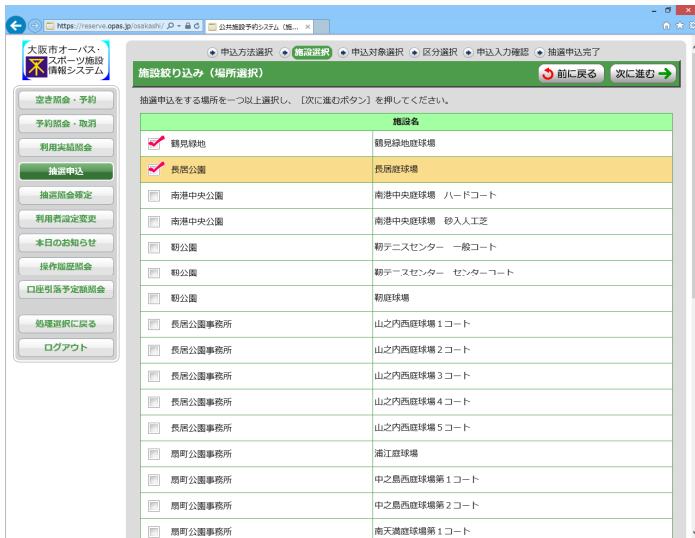 https://reserve.opas.jp/osakashi/
公共施設予約システム（施...
大阪市オーパス・
スポーツ施設
情報システム
申込方法選択 施設選択 申込対象選択 区分選択 申込入力確認 抽選申込完了
施設絞り込み（場所選択）
前に戻る 次に進む
抽選申込をする場所を一つ以上選択し、［次に進むボタン］を押してください。
空き照会・予約
予約照会・取消
利用実績照会
抽選申込
抽選照会確定
利用者設定変更
本日のお知らせ
操作履歴照会
口座引落予定額照会
処理選択に戻る
ログアウト
施設名
鶴見緑地 鶴見緑地庭球場
長居公園 長居庭球場
南港中央公園 南港中央庭球場 ハードコート
南港中央公園 南港中央庭球場 砂入人工芝
靭公園 靭テニスセンター 一般コート
靭公園 靭テニスセンター センターコート
靭公園 靭庭球場
長居公園事務所 山之内西庭球場１コート
長居公園事務所 山之内西庭球場２コート
長居公園事務所 山之内西庭球場３コート
長居公園事務所 山之内西庭球場４コート
長居公園事務所 山之内西庭球場５コート
扇町公園事務所 浦江庭球場
扇町公園事務所 中之島西庭球場第１コート
扇町公園事務所 中之島西庭球場第２コート
扇町公園事務所 南天満庭球場第１コート